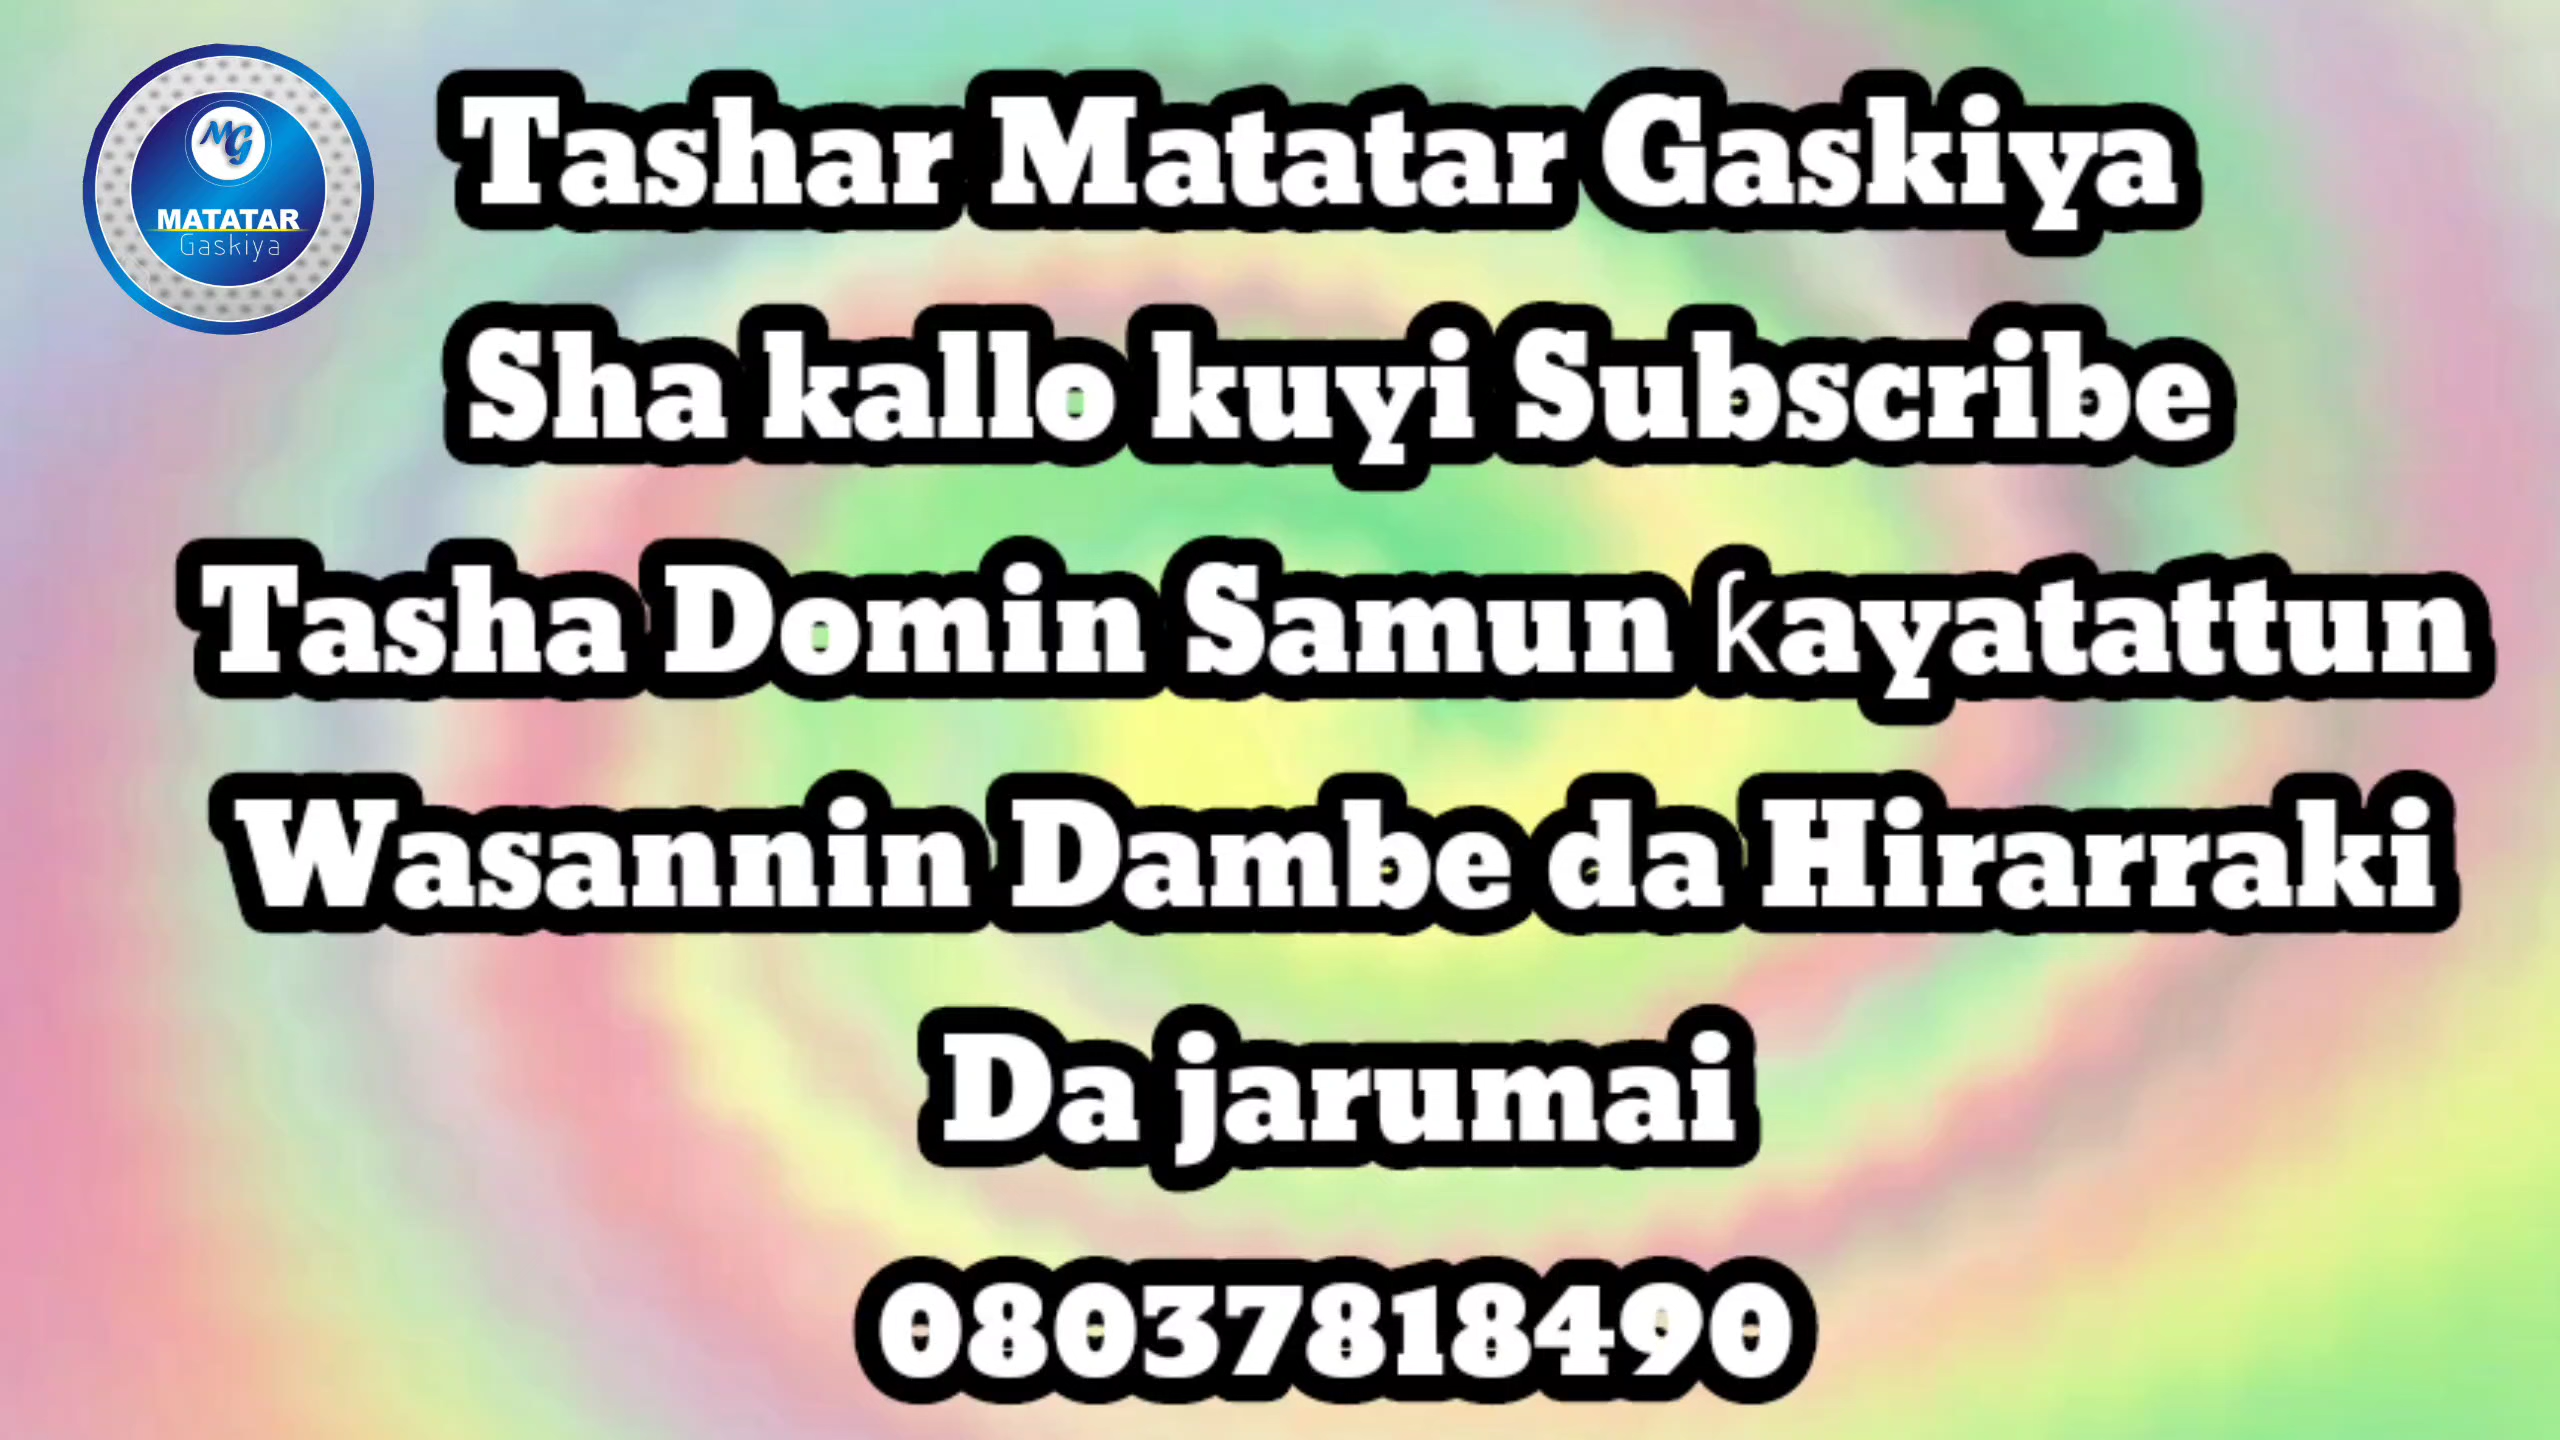 MG
MATATAR
Gaskiya
Tashar Matatar Gaskiya
Sha kallo kuyi Subscribe
Tasha Domin Samun ƙayatattun
Wasannin Dambe da Hirarraki
Da jarumai
08037818490